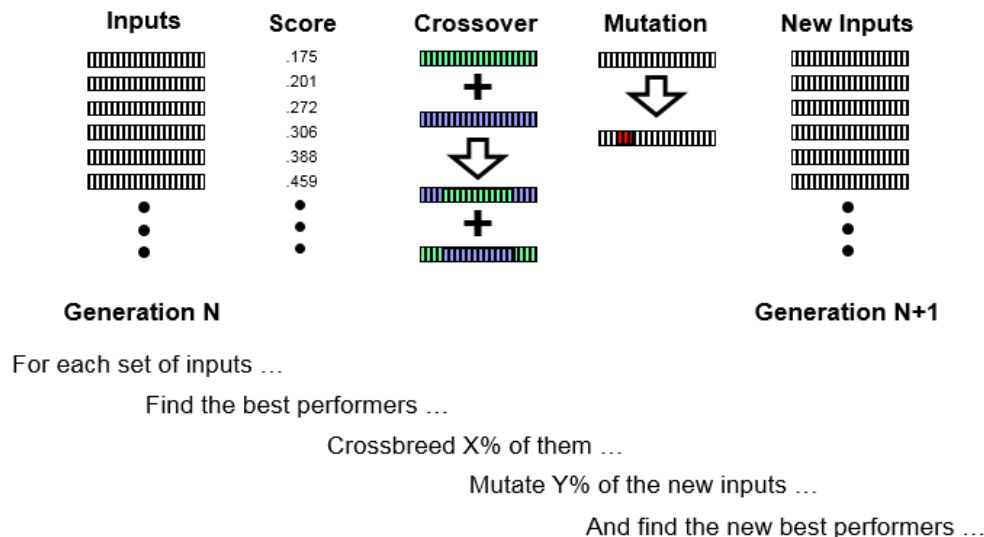 Inputs Score Crossover Mutation New Inputs
.175
.201
.272
.306
.388
.459
Generation N Generation N+1
For each set of inputs …
Find the best performers …
Crossbreed X% of them …
Mutate Y% of the new inputs …
And find the new best performers …